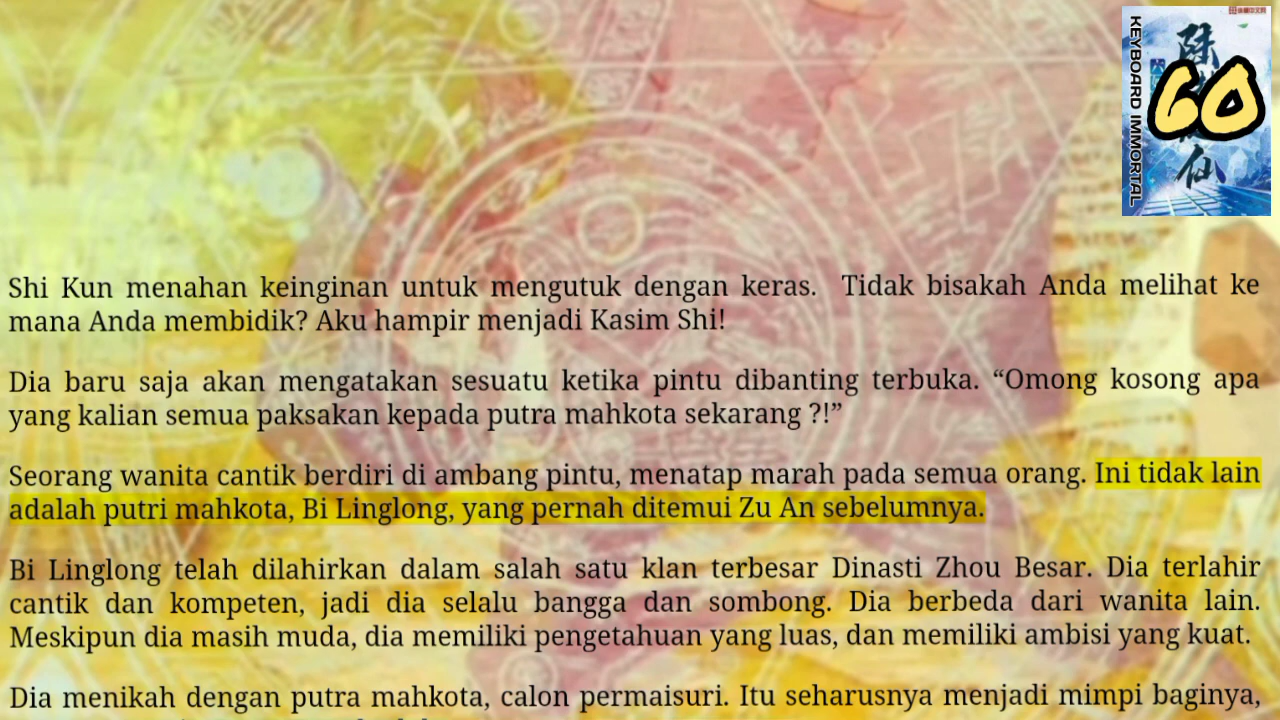 KEYBOARD IMMORTAL
60
仙
Shi Kun menahan keinginan untuk mengutuk dengan keras.  Tidak bisakah Anda melihat ke
mana Anda membidik? Aku hampir menjadi Kasim Shi!
Dia baru saja akan mengatakan sesuatu ketika pintu dibanting terbuka. “Omong kosong apa
yang kalian semua paksakan kepada putra mahkota sekarang ?!”
Seorang wanita cantik berdiri di ambang pintu, menatap marah pada semua orang. Ini tidak lain
adalah putri mahkota, Bi Linglong, yang pernah ditemui Zu An sebelumnya.
Bi Linglong telah dilahirkan dalam salah satu klan terbesar Dinasti Zhou Besar. Dia terlahir
cantik dan kompeten, jadi dia selalu bangga dan sombong. Dia berbeda dari wanita lain.
Meskipun dia masih muda, dia memiliki pengetahuan yang luas, dan memiliki ambisi yang kuat.
Dia menikah dengan putra mahkota, calon permaisuri. Itu seharusnya menjadi mimpi baginya,